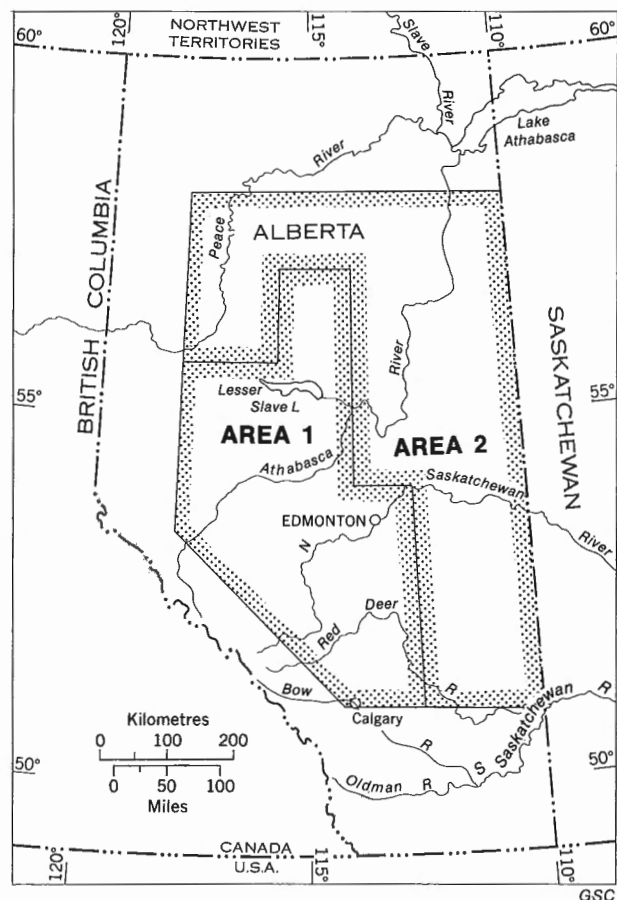 120°
NORTHWEST
TERRITORIES
115°
110°
60°
60°
Slave
River
Lake
Athabasca
River
Peace
ALBERTA
BRITISH COLUMBIA
SASKATCHEWAN
River
55°
55°
Lesser
Slave L
AREA 1
AREA 2
Athabasca
Saskatchewan
River
EDMONTON
N
Deer
Red
R
Bow
Calgary
R
S Saskatchewan R
Oldman R
Kilometres
0 100 200
0 50 100
Miles
50°
50°
CANADA
U.S.A.
120°
115°
110°
GSC